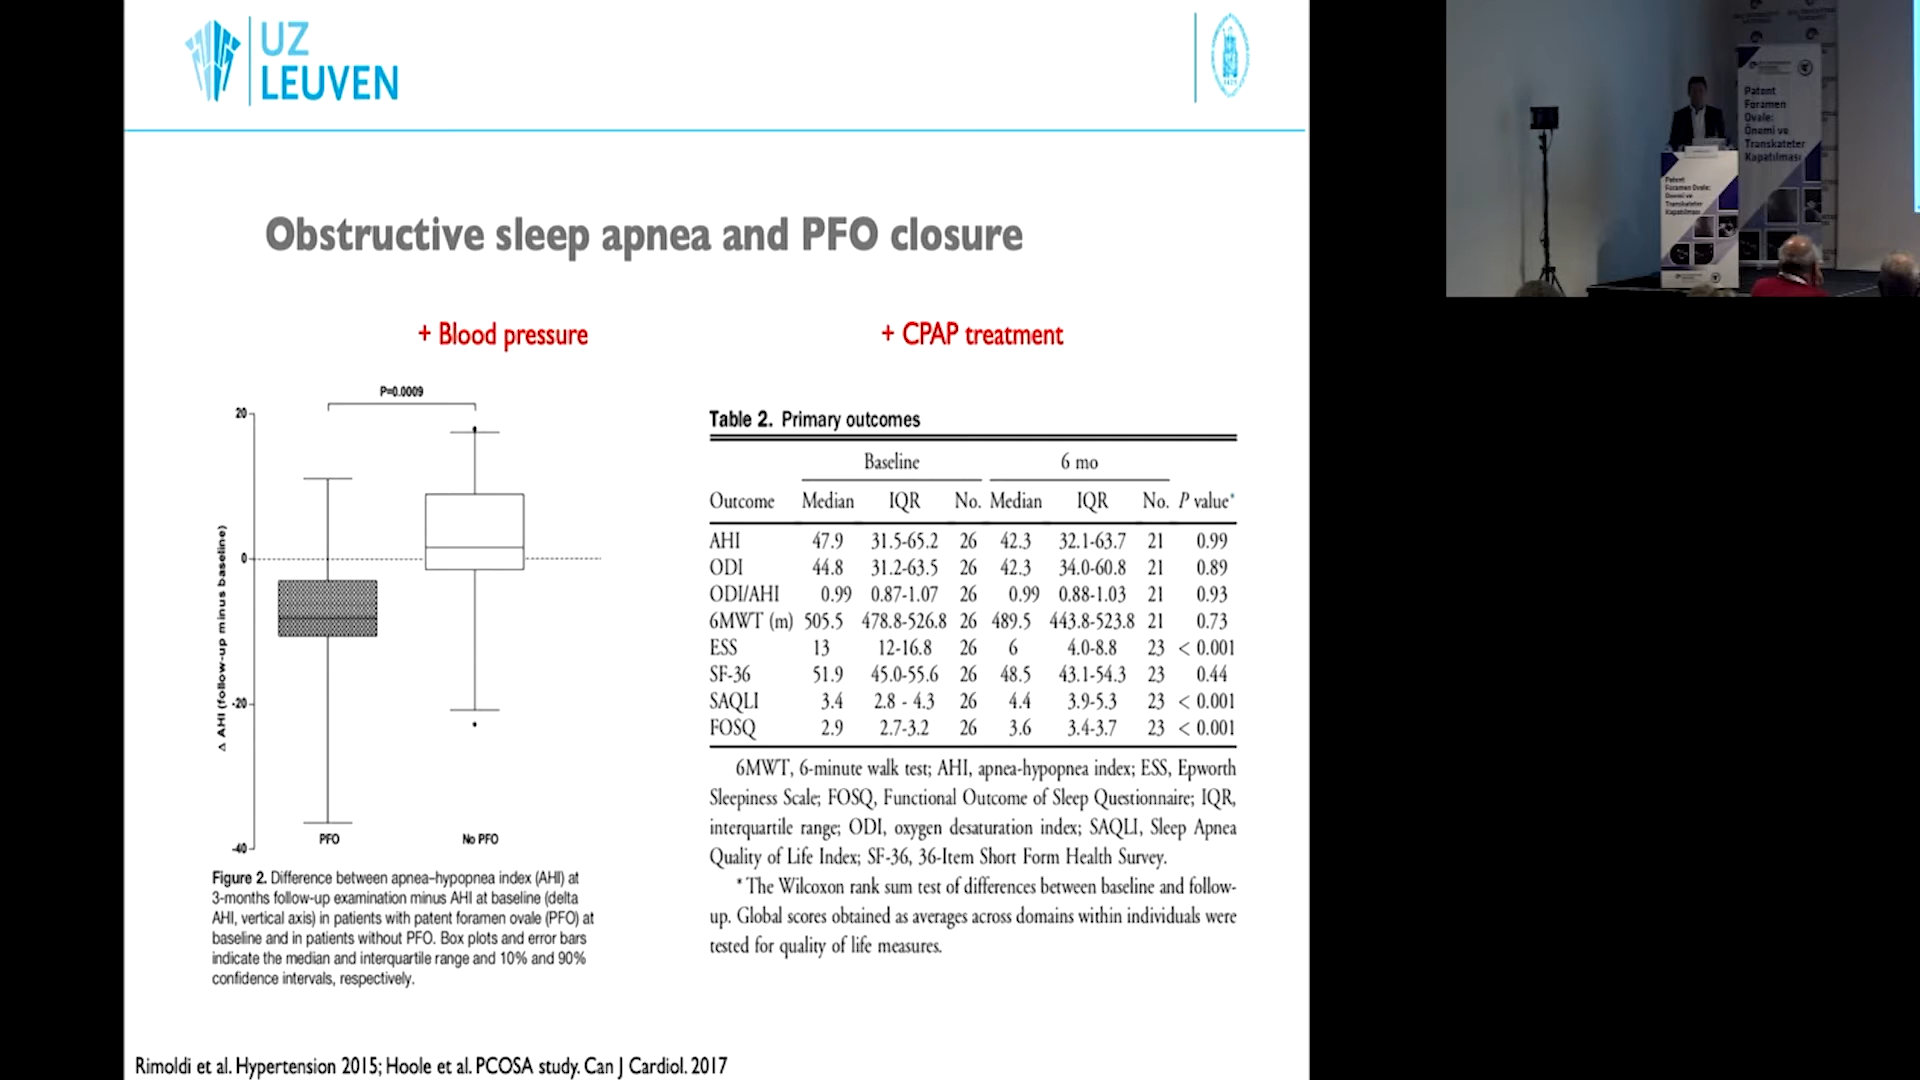 UZ
LEUVEN
Obstructive sleep apnea and PFO closure
+ Blood pressure
+ CPAP treatment
P=0.0009
20
0
-20
-40
Δ AHI (follow-up minus baseline)
PFO
No PFO
Figure 2. Difference between apnea–hypopnea index (AHI) at
3-months follow-up examination minus AHI at baseline (delta
AHI, vertical axis) in patients with patent foramen ovale (PFO) at
baseline and in patients without PFO. Box plots and error bars
indicate the median and interquartile range and 10% and 90%
confidence intervals, respectively.
Table 2. Primary outcomes
Baseline 6 mo
Outcome Median IQR No. Median IQR No. P value*
AHI 47.9 31.5-65.2 26 42.3 32.1-63.7 21 0.99
ODI 44.8 31.2-63.5 26 42.3 34.0-60.8 21 0.89
ODI/AHI 0.99 0.87-1.07 26 0.99 0.88-1.03 21 0.93
6MWT (m) 505.5 478.8-526.8 26 489.5 443.8-523.8 21 0.73
ESS 13 12-16.8 26 6 4.0-8.8 23 < 0.001
SF-36 51.9 45.0-55.6 26 48.5 43.1-54.3 23 0.44
SAQLI 3.4 2.8 - 4.3 26 4.4 3.9-5.3 23 < 0.001
FOSQ 2.9 2.7-3.2 26 3.6 3.4-3.7 23 < 0.001
6MWT, 6-minute walk test; AHI, apnea-hypopnea index; ESS, Epworth
Sleepiness Scale; FOSQ, Functional Outcome of Sleep Questionnaire; IQR,
interquartile range; ODI, oxygen desaturation index; SAQLI, Sleep Apnea
Quality of Life Index; SF-36, 36-Item Short Form Health Survey.
* The Wilcoxon rank sum test of differences between baseline and follow-
up. Global scores obtained as averages across domains within individuals were
tested for quality of life measures.
Rimoldi et al. Hypertension 2015; Hoole et al. PCOSA study. Can J Cardiol. 2017
Patent
Foramen
Ovale:
Önemi ve
Transkateter
Kapatılması
Patent
Foramen Ovale:
Önemi ve
Transkateter
Kapatılması